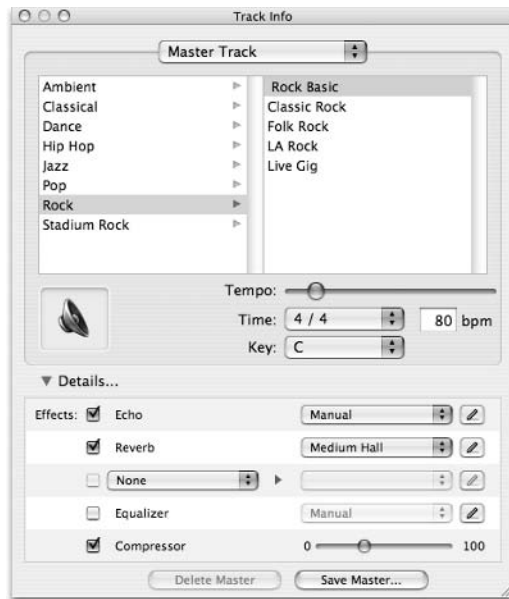 Track Info
Master Track
Ambient
Classical
Dance
Hip Hop
Jazz
Pop
Rock
Stadium Rock
Rock Basic
Classic Rock
Folk Rock
LA Rock
Live Gig
Tempo:
Time: 4 / 4 80 bpm
Key: C
Details...
Effects: Echo Manual
Reverb Medium Hall
None
Equalizer Manual
Compressor 0 100
Delete Master Save Master...